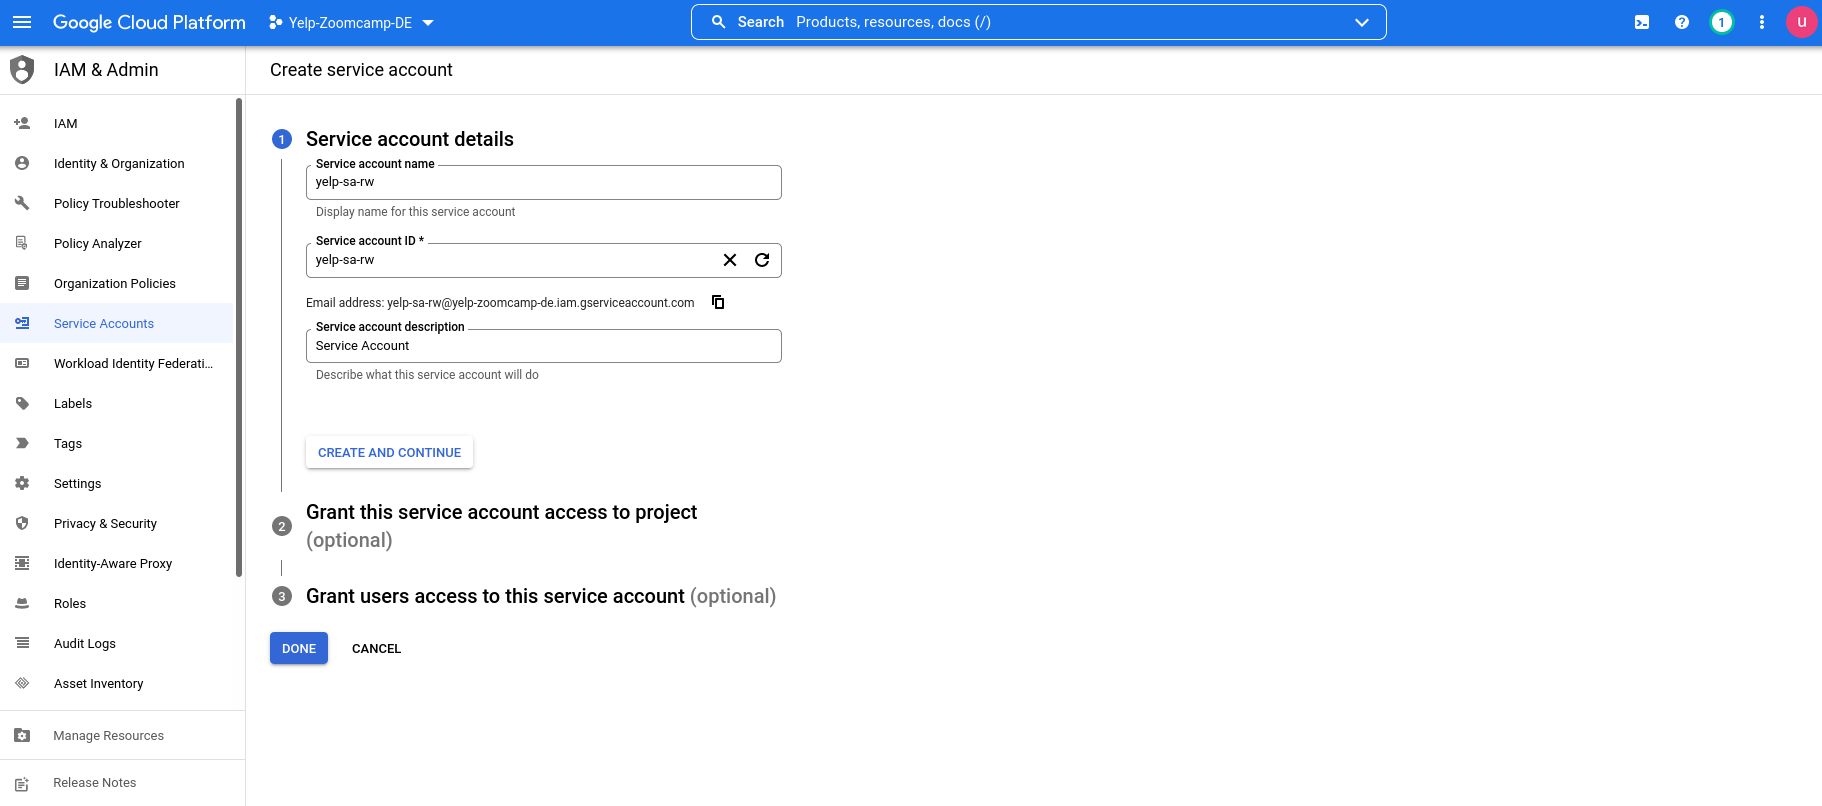 Google Cloud Platform
Yelp-Zoomcamp-DE
Search Products, resources, docs (/)
1
u
IAM & Admin
Create service account
IAM
Identity & Organization
Policy Troubleshooter
Policy Analyzer
Organization Policies
Service Accounts
Workload Identity Federati...
Labels
Tags
Settings
Privacy & Security
Identity-Aware Proxy
Roles
Audit Logs
Asset Inventory
Manage Resources
Release Notes
1 Service account details
Service account name
yelp-sa-rw
Display name for this service account
Service account ID *
yelp-sa-rw
Email address: yelp-sa-rw@yelp-zoomcamp-de.iam.gserviceaccount.com
Service account description
Service Account
Describe what this service account will do
CREATE AND CONTINUE
2 Grant this service account access to project
(optional)
3 Grant users access to this service account (optional)
DONE CANCEL